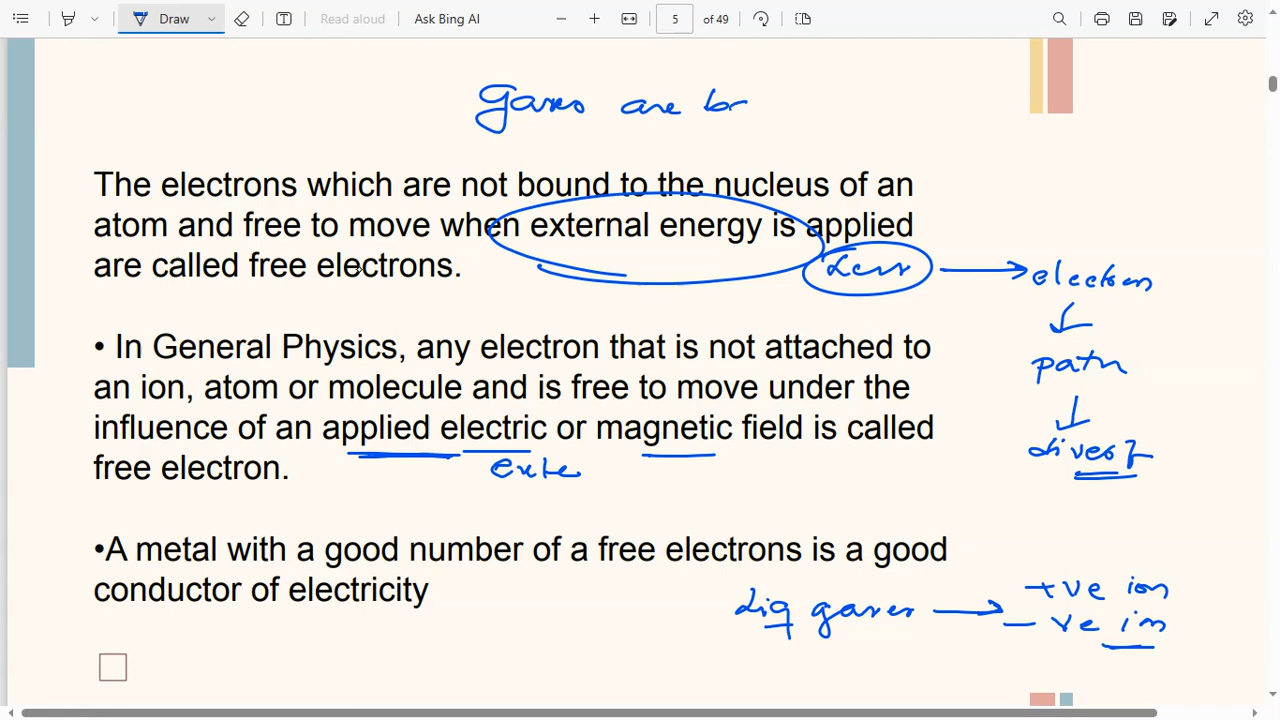 Draw
Read aloud
Ask Bing AI
5 of 49
Gases are
The electrons which are not bound to the nucleus of an
atom and free to move when external energy is applied
are called free electrons.
Less → electron
path
• In General Physics, any electron that is not attached to
an ion, atom or molecule and is free to move under the
influence of an applied electric or magnetic field is called
free electron.
Exte
•A metal with a good number of a free electrons is a good
conductor of electricity
+ve ion
Liq gases →
− ve ion